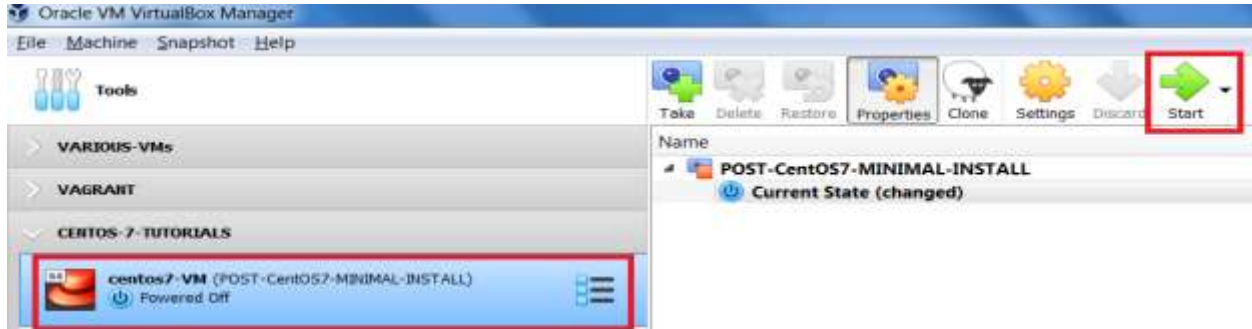 Oracle VM VirtualBox Manager
File Machine Snapshot Help
Tools
Take Delete Restore Properties Clone Settings Discard Start
VARIOUS-VMs
Name
POST-CentOS7-MINIMAL-INSTALL
VAGRANT
Current State (changed)
CENTOS-7-TUTORIALS
centos7-VM (POST-CentOS7-MINIMAL-INSTALL)
Powered Off